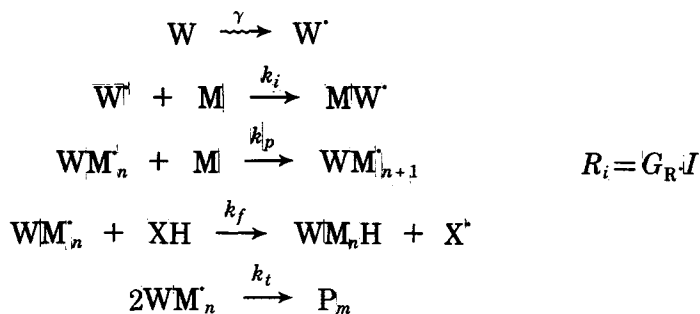 W γ→ W·
W· + M k_i→ MW·
WM·_n + M k_p→ WM·_{n+1} R_i = G_R·I
WM·_n + XH k_f→ WM_nH + X·
2WM·_n k_t→ P_m